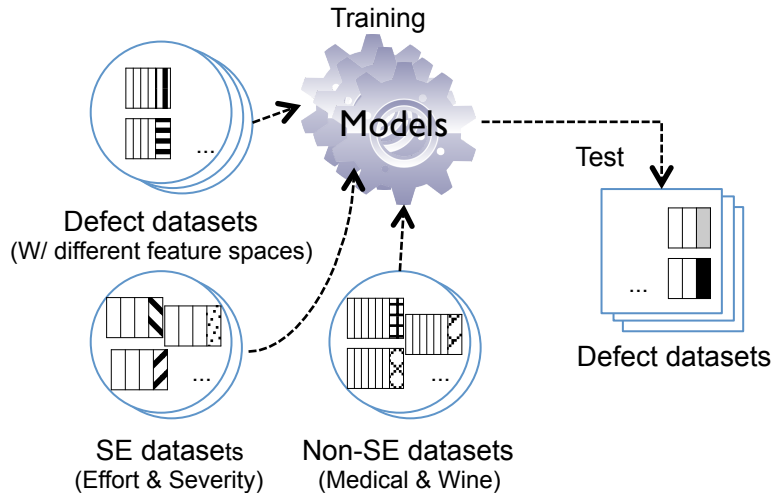 Training
Models
...
Test
Defect datasets
(W/ different feature spaces)
...
Defect datasets
...
...
SE datasets
(Effort & Severity)
Non-SE datasets
(Medical & Wine)